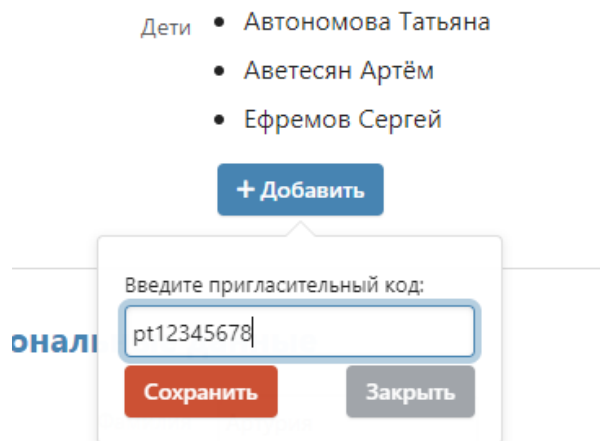 Дети
• Автономова Татьяна
• Аветесян Артём
• Ефремов Сергей
+ Добавить
Введите пригласительный код:
pt12345678
Сохранить Закрыть